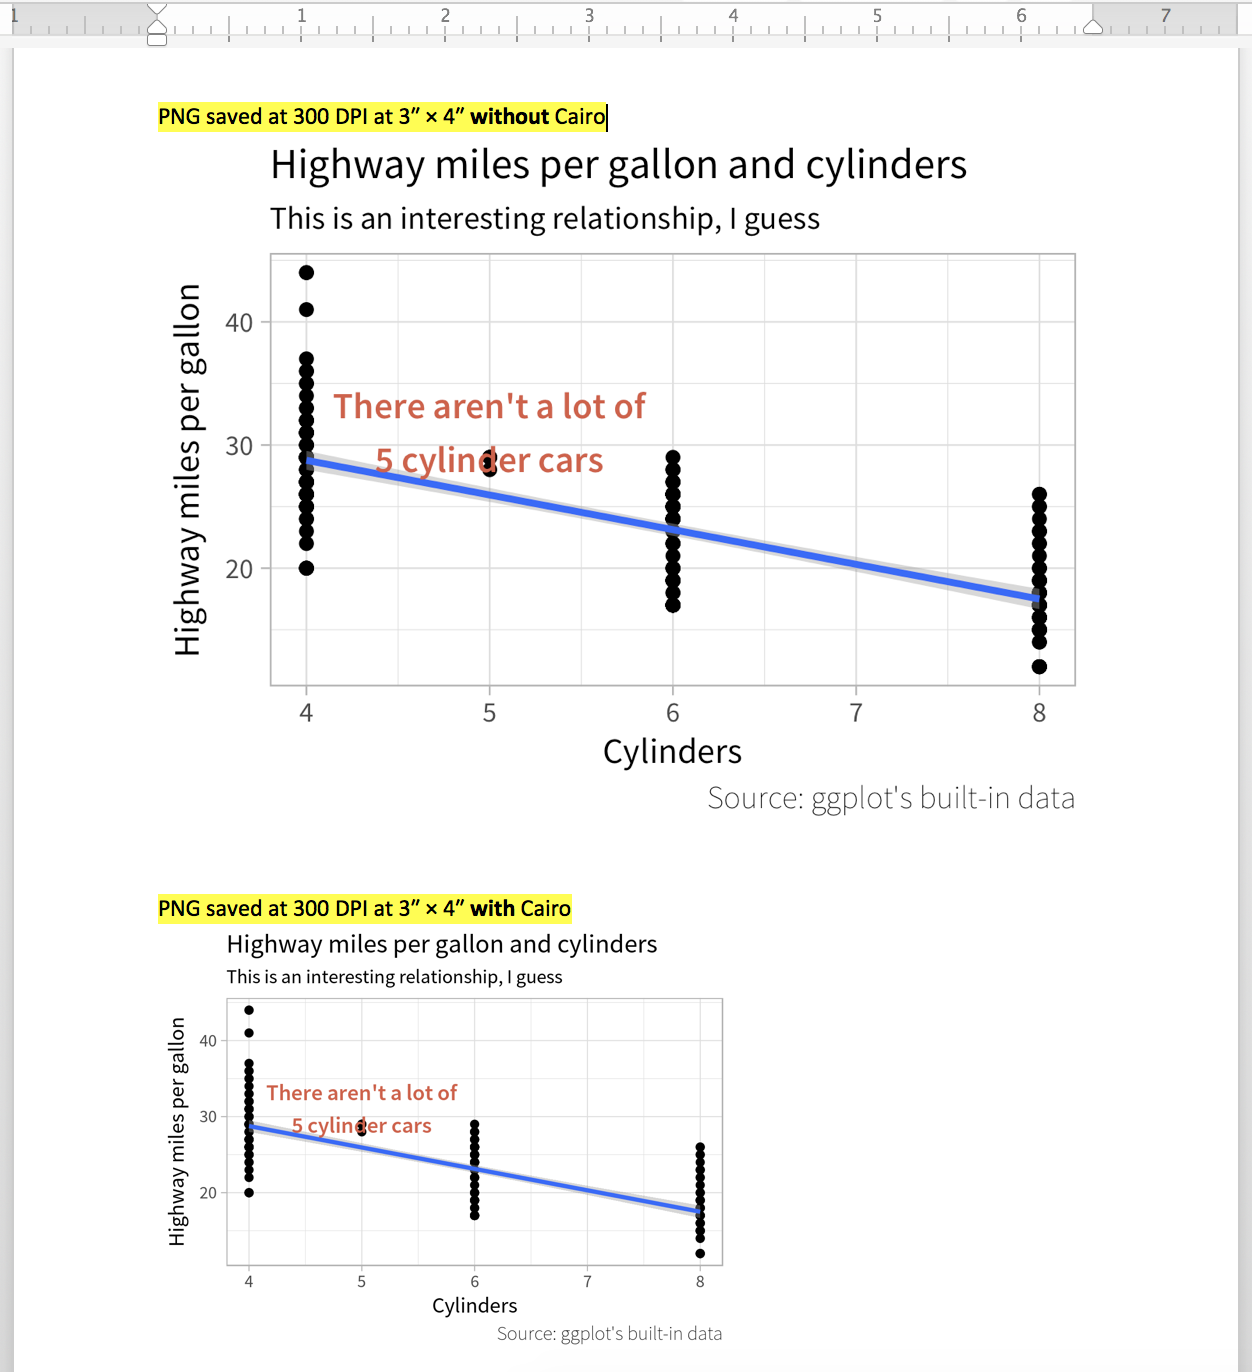 1 1 2 3 4 5 6 7
PNG saved at 300 DPI at 3″ × 4″ without Cairo
Highway miles per gallon and cylinders
This is an interesting relationship, I guess
Highway miles per gallon
40
There aren't a lot of
30
5 cylinder cars
20
4 5 6 7 8
Cylinders
Source: ggplot's built-in data
PNG saved at 300 DPI at 3″ × 4″ with Cairo
Highway miles per gallon and cylinders
This is an interesting relationship, I guess
Highway miles per gallon
40
There aren't a lot of
30
5 cylinder cars
20
4 5 6 7 8
Cylinders
Source: ggplot's built-in data